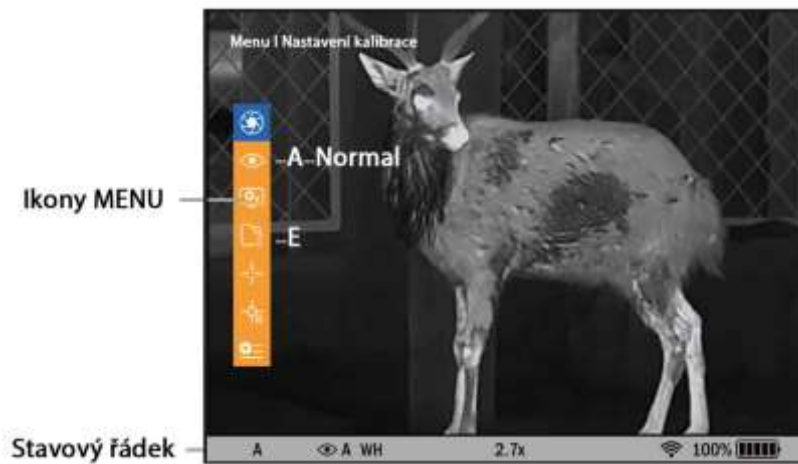 Menu I Nastavení kalibrace
A Normal
Ikony MENU
E
Stavový řádek
A A WH 2.7x 100%